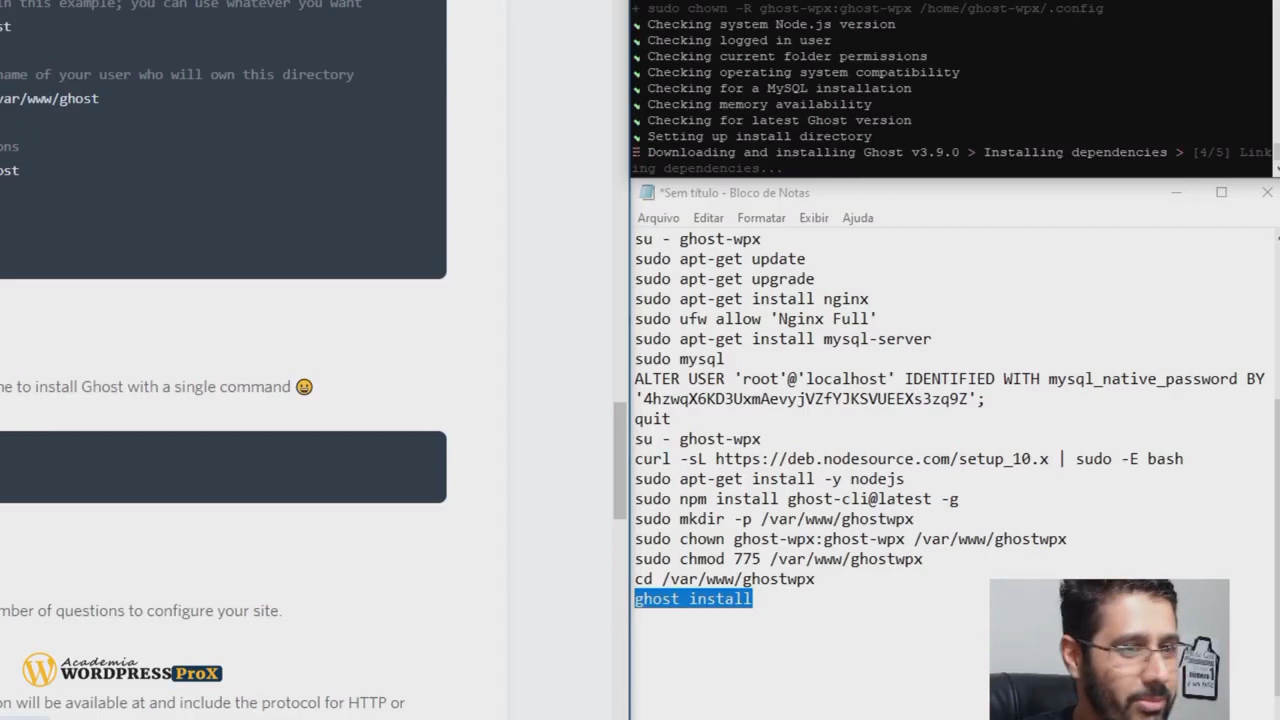 in this example; you can use whatever you want
st
name of your user who will own this directory
var/www/ghost
ons
ost
me to install Ghost with a single command
mber of questions to configure your site.
Academia
WORDPRESS ProX
on will be available at and include the protocol for HTTP or
+ sudo chown -R ghost-wpx:ghost-wpx /home/ghost-wpx/.config
Checking system Node.js version
Checking logged in user
Checking current folder permissions
Checking operating system compatibility
Checking for a MySQL installation
Checking memory availability
Checking for latest Ghost version
Setting up install directory
Downloading and installing Ghost v3.9.0 > Installing dependencies > [4/5] Link
ing dependencies...
*Sem título - Bloco de Notas
Arquivo Editar Formatar Exibir Ajuda
su - ghost-wpx
sudo apt-get update
sudo apt-get upgrade
sudo apt-get install nginx
sudo ufw allow 'Nginx Full'
sudo apt-get install mysql-server
sudo mysql
ALTER USER 'root'@'localhost' IDENTIFIED WITH mysql_native_password BY
'4hzwqX6KD3UxmAevyjVZfYJKSVUEEXs3zq9Z';
quit
su - ghost-wpx
curl -sL https://deb.nodesource.com/setup_10.x | sudo -E bash
sudo apt-get install -y nodejs
sudo npm install ghost-cli@latest -g
sudo mkdir -p /var/www/ghostwpx
sudo chown ghost-wpx:ghost-wpx /var/www/ghostwpx
sudo chmod 775 /var/www/ghostwpx
cd /var/www/ghostwpx
ghost install